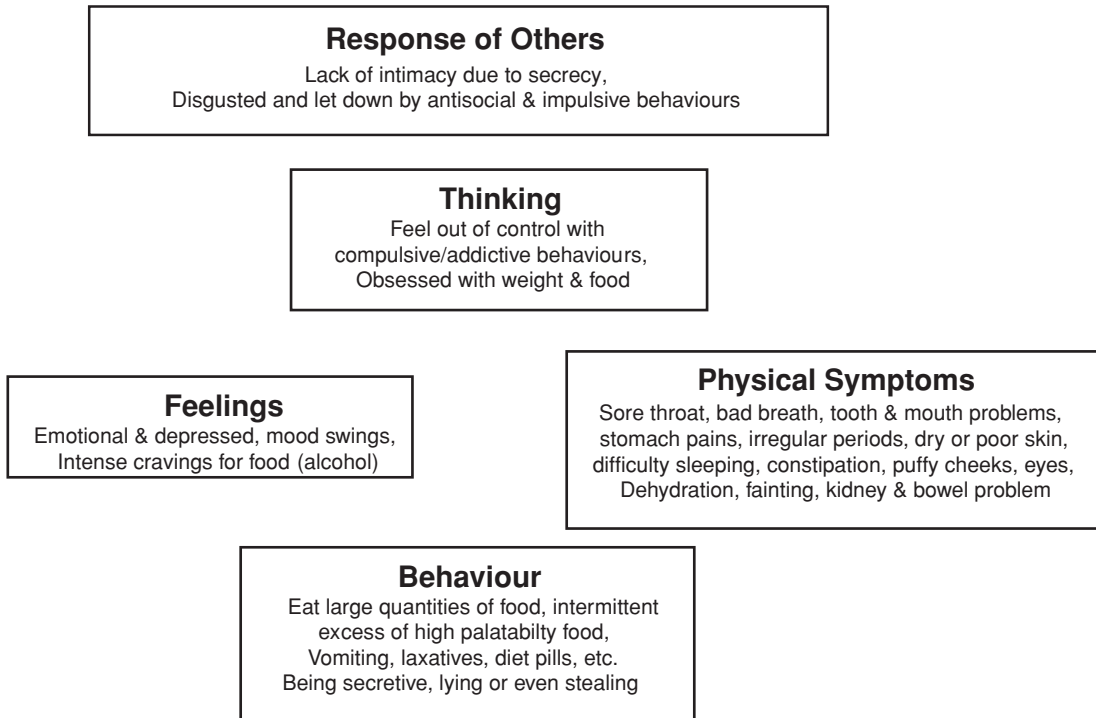 Response of Others
Lack of intimacy due to secrecy,
Disgusted and let down by antisocial & impulsive behaviours
Thinking
Feel out of control with
compulsive/addictive behaviours,
Obsessed with weight & food
Feelings
Emotional & depressed, mood swings,
Intense cravings for food (alcohol)
Physical Symptoms
Sore throat, bad breath, tooth & mouth problems,
stomach pains, irregular periods, dry or poor skin,
difficulty sleeping, constipation, puffy cheeks, eyes,
Dehydration, fainting, kidney & bowel problem
Behaviour
Eat large quantities of food, intermittent
excess of high palatabilty food,
Vomiting, laxatives, diet pills, etc.
Being secretive, lying or even stealing